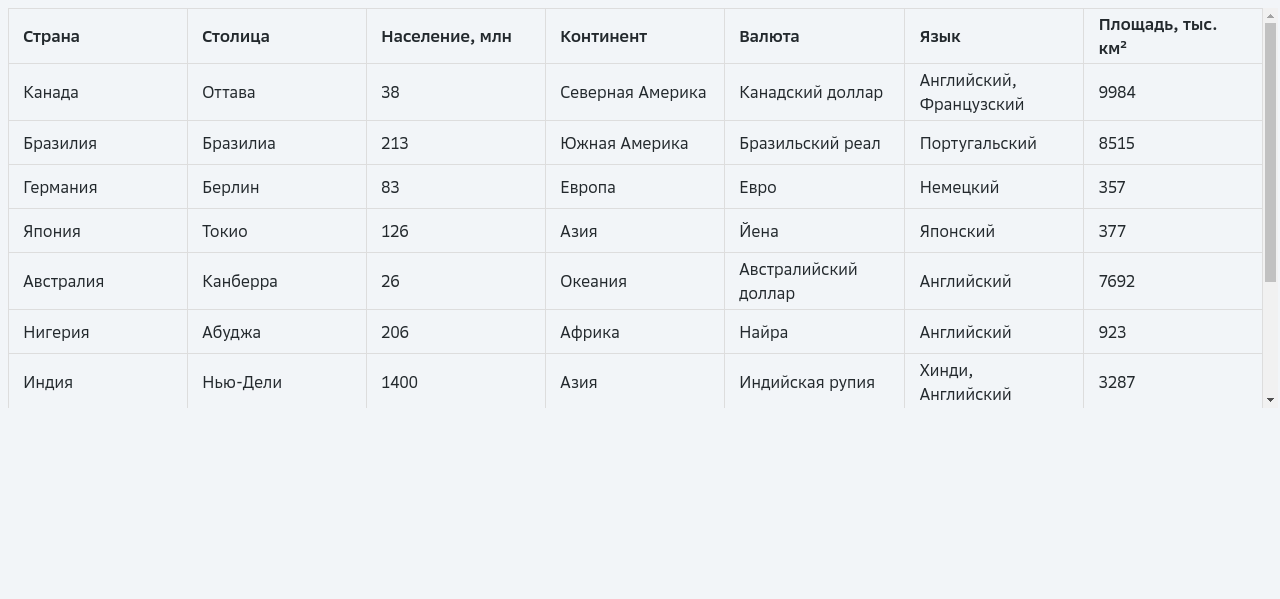 Страна Столица Население, млн Континент Валюта Язык Площадь, тыс. км²
Канада Оттава 38 Северная Америка Канадский доллар Английский, Французский 9984
Бразилия Бразилиа 213 Южная Америка Бразильский реал Португальский 8515
Германия Берлин 83 Европа Евро Немецкий 357
Япония Токио 126 Азия Йена Японский 377
Австралия Канберра 26 Океания Австралийский доллар Английский 7692
Нигерия Абуджа 206 Африка Найра Английский 923
Индия Нью-Дели 1400 Азия Индийская рупия Хинди, Английский 3287